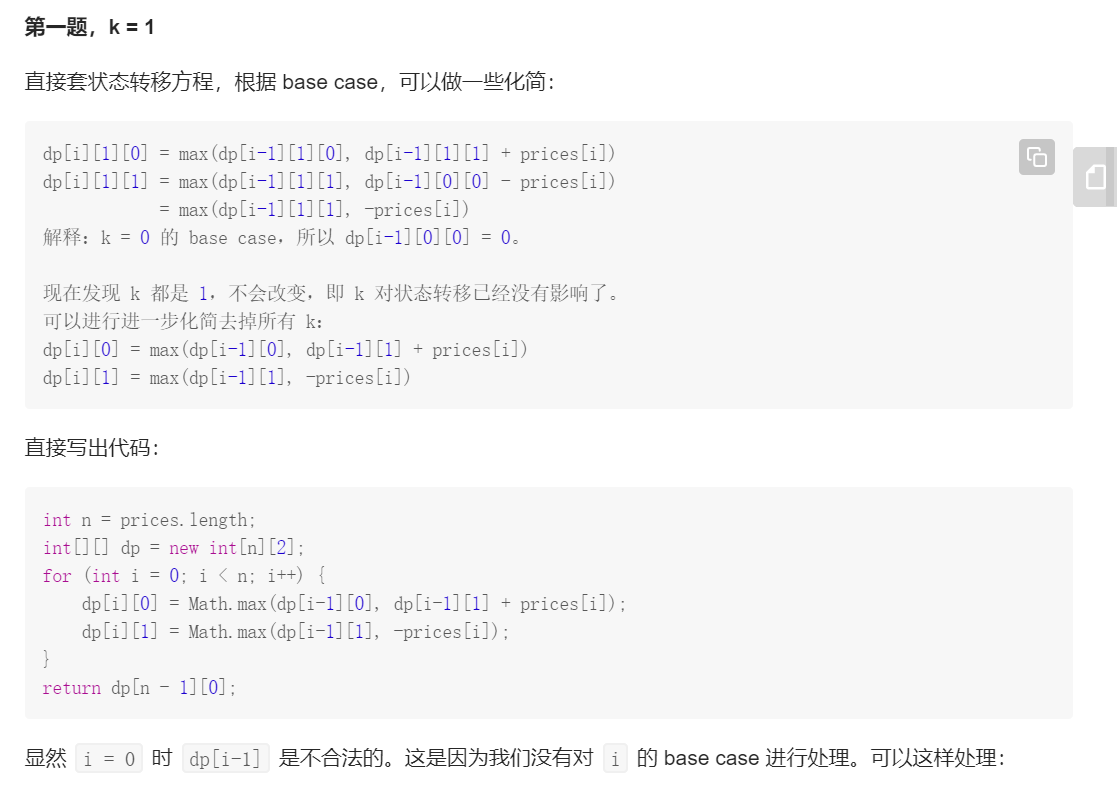 第一题，k = 1
直接套状态转移方程，根据 base case，可以做一些化简：
dp[i][1][0] = max(dp[i-1][1][0], dp[i-1][1][1] + prices[i])
dp[i][1][1] = max(dp[i-1][1][1], dp[i-1][0][0] - prices[i])
            = max(dp[i-1][1][1], -prices[i])
解释：k = 0 的 base case，所以 dp[i-1][0][0] = 0。
现在发现 k 都是 1，不会改变，即 k 对状态转移已经没有影响了。
可以进行进一步化简去掉所有 k：
dp[i][0] = max(dp[i-1][0], dp[i-1][1] + prices[i])
dp[i][1] = max(dp[i-1][1], -prices[i])
直接写出代码：
int n = prices.length;
int[][] dp = new int[n][2];
for (int i = 0; i < n; i++) {
    dp[i][0] = Math.max(dp[i-1][0], dp[i-1][1] + prices[i]);
    dp[i][1] = Math.max(dp[i-1][1], -prices[i]);
}
return dp[n - 1][0];
显然 i = 0 时 dp[i-1] 是不合法的。这是因为我们没有对 i 的 base case 进行处理。可以这样处理：